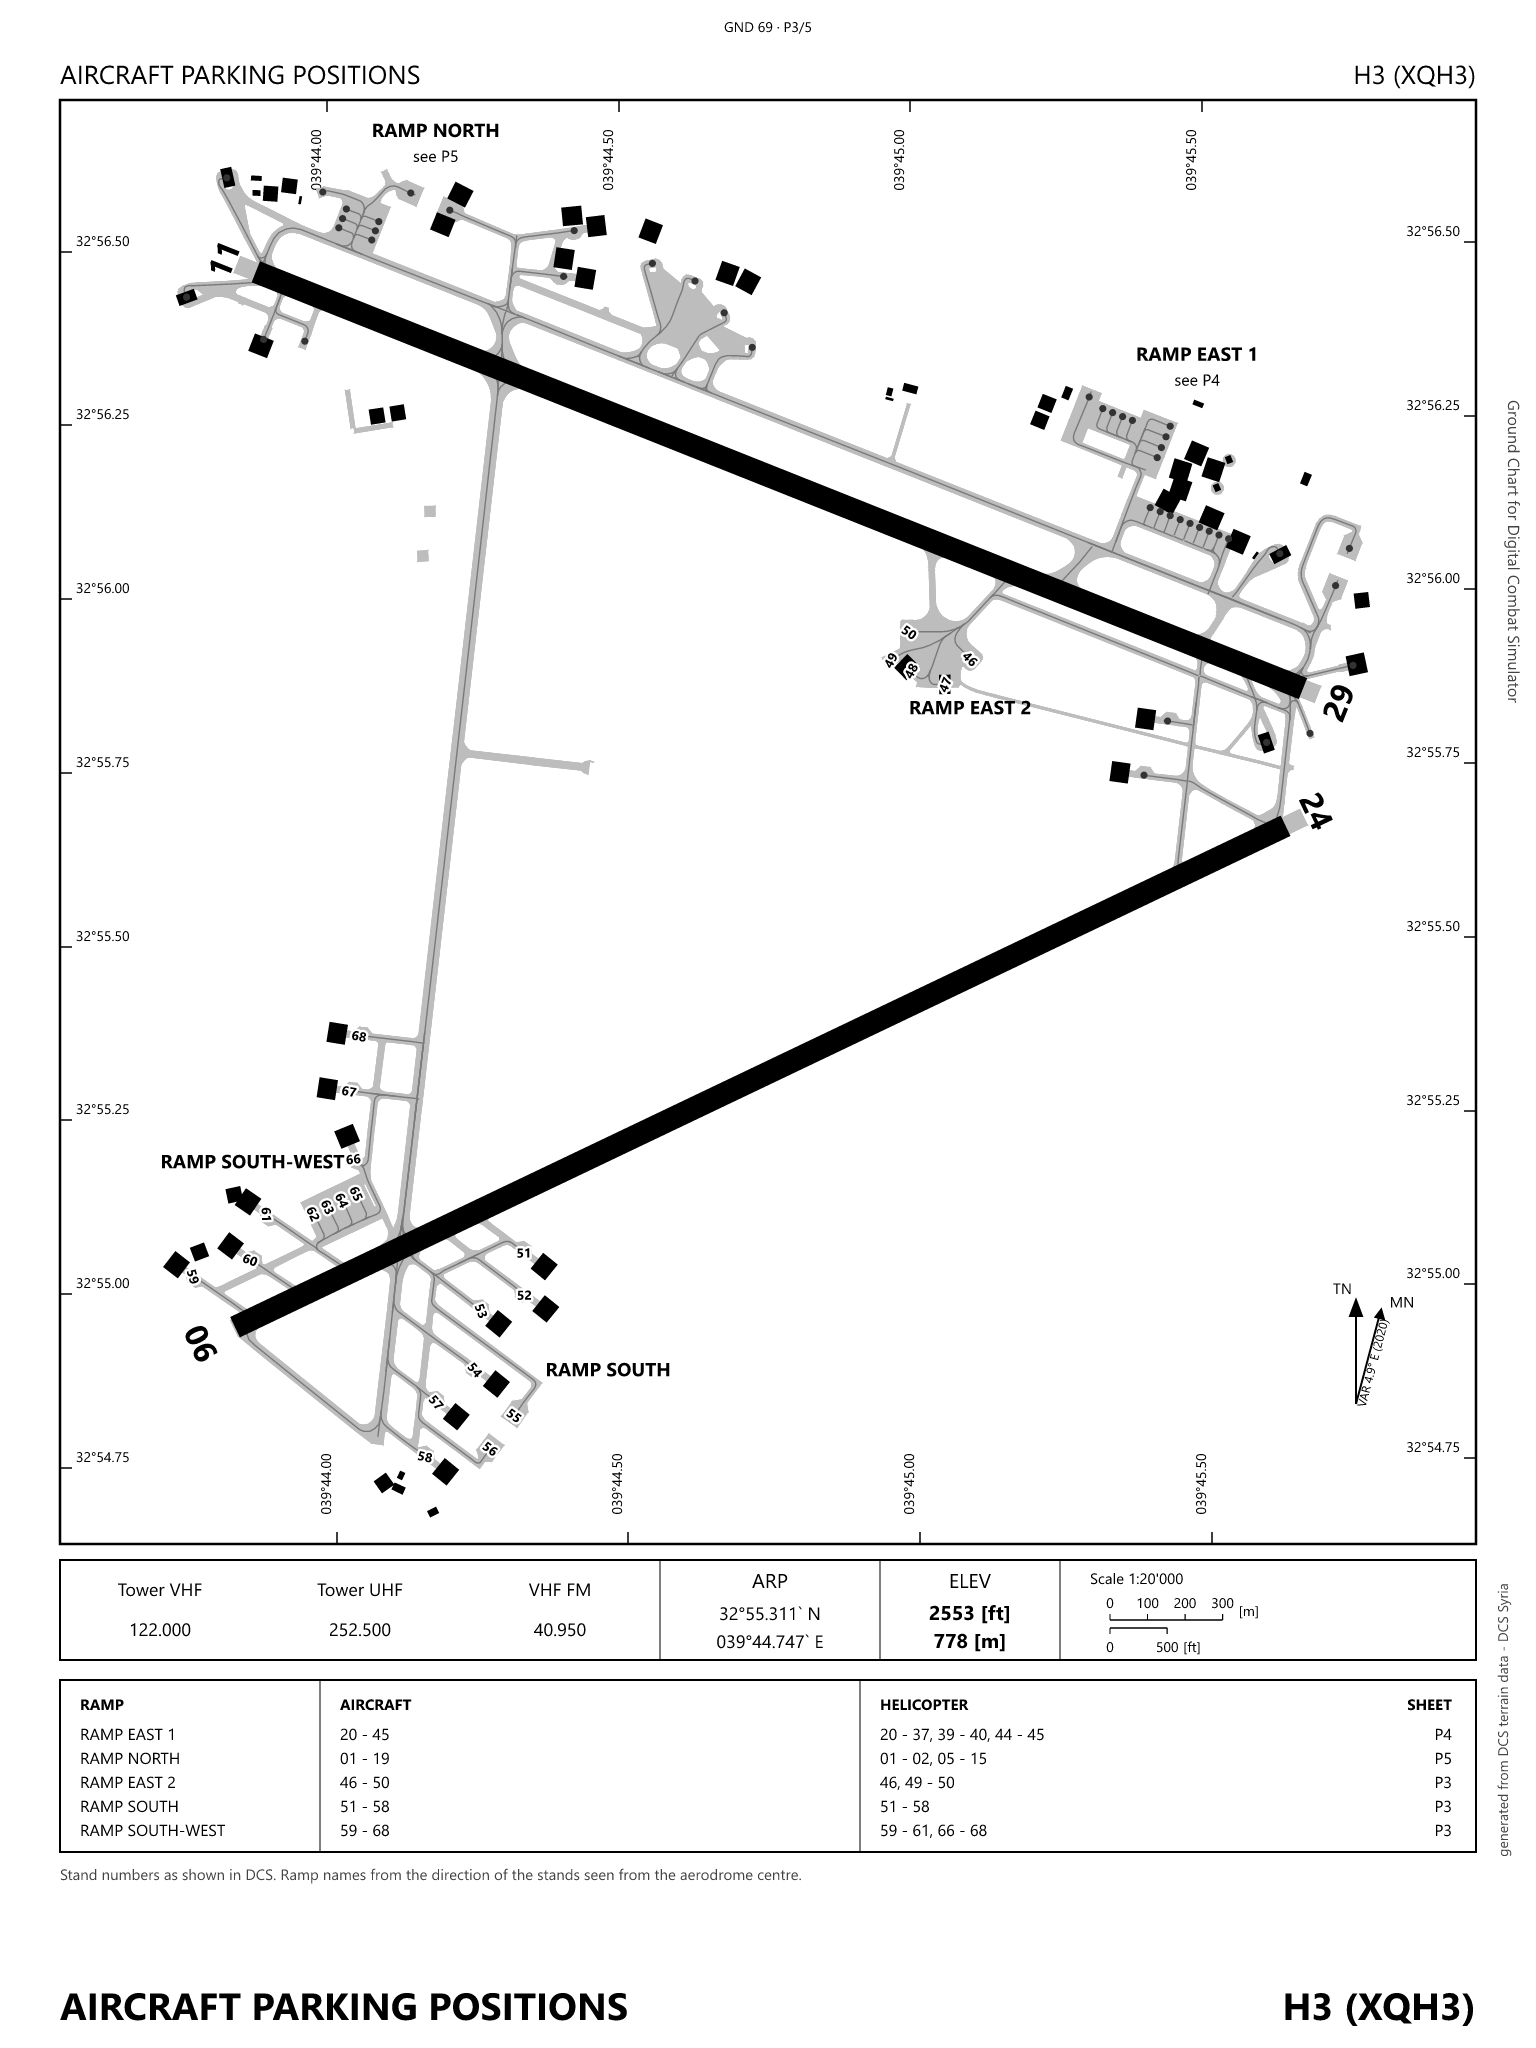 GND 69 · P3/5
AIRCRAFT PARKING POSITIONS
H3 (XQH3)
RAMP NORTH
see P5
039°44.00
039°44.50
039°45.00
039°45.50
32°56.50
32°56.50
11
RAMP EAST 1
see P4
32°56.25
32°56.25
32°56.00
32°56.00
50
49
48
47
46
RAMP EAST 2
29
32°55.75
32°55.75
24
32°55.50
32°55.50
68
67
32°55.25
32°55.25
RAMP SOUTH-WEST
66
65
64
63
62
61
60
59
51
52
53
32°55.00
32°55.00
06
RAMP SOUTH
54
55
56
57
58
TN
MN
VAR 4.9° E (2020)
32°54.75
32°54.75
039°44.00
039°44.50
039°45.00
039°45.50
Tower VHF
122.000
Tower UHF
252.500
VHF FM
40.950
ARP
32°55.311` N
039°44.747` E
ELEV
2553 [ft]
778 [m]
Scale 1:20'000
0 100 200 300 [m]
0 500 [ft]
RAMP AIRCRAFT HELICOPTER SHEET
RAMP EAST 1 20 - 45 20 - 37, 39 - 40, 44 - 45 P4
RAMP NORTH 01 - 19 01 - 02, 05 - 15 P5
RAMP EAST 2 46 - 50 46, 49 - 50 P3
RAMP SOUTH 51 - 58 51 - 58 P3
RAMP SOUTH-WEST 59 - 68 59 - 61, 66 - 68 P3
Stand numbers as shown in DCS. Ramp names from the direction of the stands seen from the aerodrome centre.
Ground Chart for Digital Combat Simulator
generated from DCS terrain data - DCS Syria
AIRCRAFT PARKING POSITIONS
H3 (XQH3)